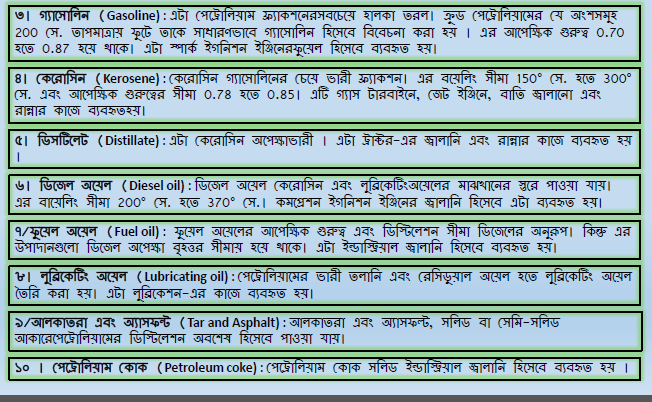 ৩। গ্যাসোলিন (Gasoline) : এটা পেট্রোলিয়াম ফ্র্যাকশনেরসবচেয়ে হালকা তরল। ক্রুড পেট্রোলিয়ামের যে অংশসমূহ
200 সে. তাপমাত্রায় ফুটে তাকে সাধারণভাবে গ্যাসোলিন হিসেবে বিবেচনা করা হয় । এর আপেক্ষিক গুরুত্ব 0.70
হতে 0.87 হয়ে থাকে। এটা স্পার্ক ইগনিশন ইঞ্জিনেরফুয়েল হিসেবে ব্যবহৃত হয়।
৪। কেরোসিন (Kerosene) : কেরোসিন গ্যাসোলিনের চেয়ে ভারী ফ্র্যাকশন। এর বয়েলিং সীমা 150° সে. হতে 300°
সে. এবং আপেক্ষিক গুরুত্বের সীমা 0.78 হতে 0.85। এটি গ্যাস টারবাইনে, জেট ইঞ্জিনে, বাতি জ্বালানো এবং
রান্নার কাজে ব্যবহৃতহয়।
৫। ডিসটিলেট (Distillate) : এটা কেরোসিন অপেক্ষাভারী । এটা ট্রাক্টর-এর জ্বালানি এবং রান্নার কাজে ব্যবহৃত হয়
।
৬। ডিজেল অয়েল (Diesel oil) : ডিজেল অয়েল কেরোসিন এবং লুব্রিকেটিংঅয়েলের মাঝখানের স্তরে পাওয়া যায়।
এর বায়েলিং সীমা 200° সে. হতে 370° সে.। কমপ্রেশন ইগনিশন ইঞ্জিনের জ্বালানি হিসেবে এটা ব্যবহৃত হয়।
৭/ফুয়েল অয়েল (Fuel oil) : ফুয়েল অয়েলের আপেক্ষিক গুরুত্ব এবং ডিস্টিলেশন সীমা ডিজেলের অনুরূপ। কিন্তু এর
উপাদানগুলো ডিজেল অপেক্ষা বৃহত্তর সীমায় হয়ে থাকে। এটা ইন্ডাস্ট্রিয়াল জ্বালানি হিসেবে ব্যবহৃত হয়।
৮। লুব্রিকেটিং অয়েল (Lubricating oil) : পেট্রোলিয়ামের ভারী তলানি এবং রেসিডুয়াল অয়েল হতে লুব্রিকেটিং অয়েল
তৈরি করা হয়। এটা লুব্রিকেশন-এর কাজে ব্যবহৃত হয়।
৯/আলকাতরা এবং অ্যাসফল্ট (Tar and Asphalt) : আলকাতরা এবং অ্যাসফল্ট, সলিড বা সেমি-সলিড
আকারেপেট্রোলিয়ামের ডিস্টিলেশন অবশেষ হিসেবে পাওয়া যায়।
১০ । পেট্রোলিয়াম কোক (Petroleum coke) : পেট্রোলিয়াম কোক সলিড ইন্ডাস্ট্রিয়াল জ্বালানি হিসেবে ব্যবহৃত হয় ।